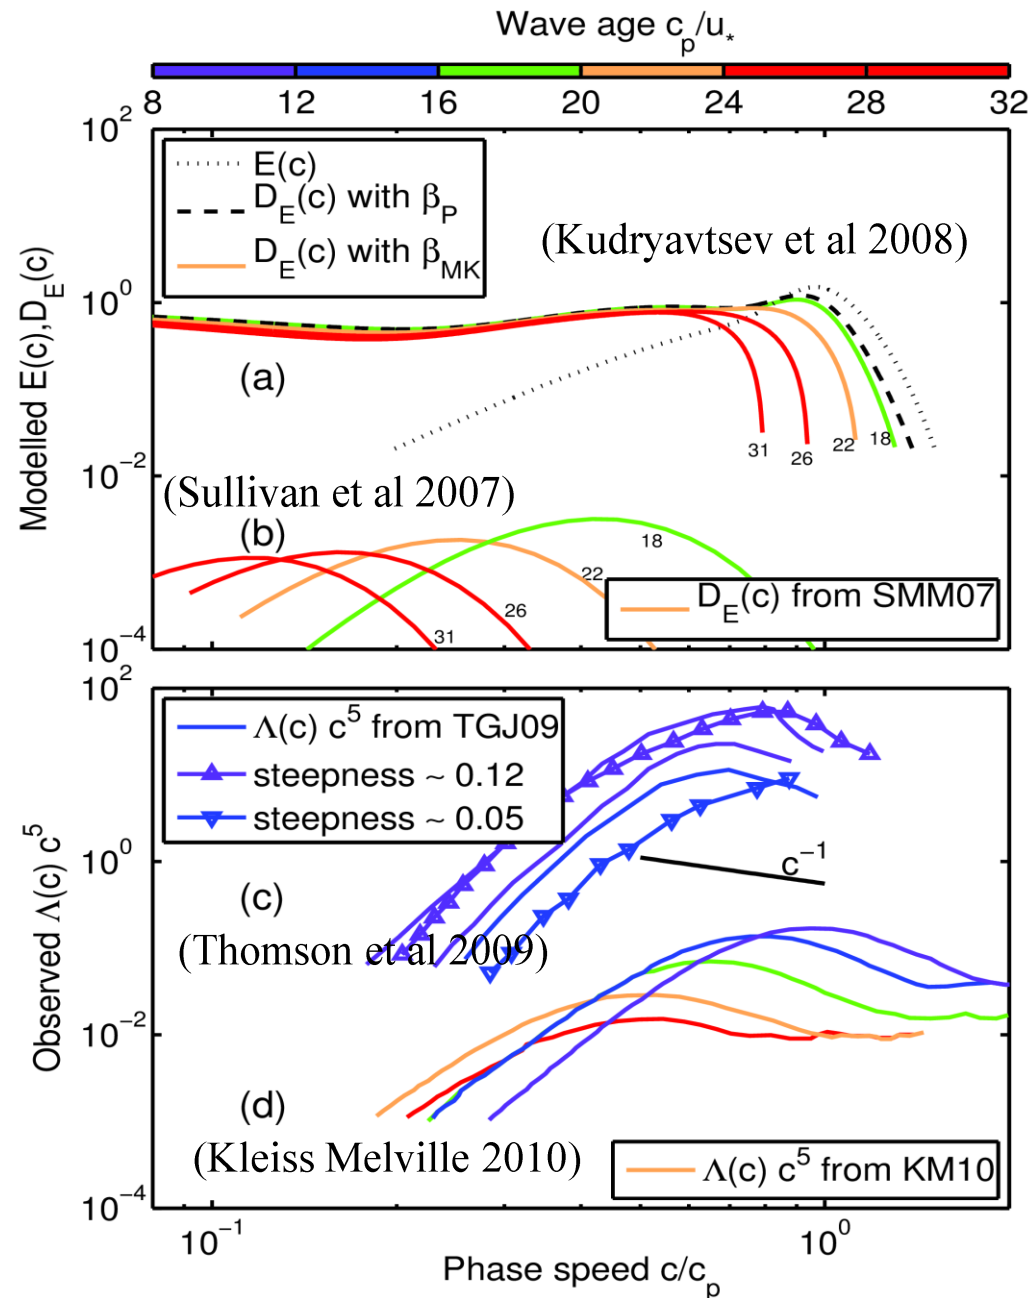 Wave age c_p/u_*
8 12 16 20 24 28 32
10^2
E(c)
D_E(c) with β_P
D_E(c) with β_MK
(Kudryavtsev et al 2008)
Modelled E(c),D_E(c)
10^0
(a)
31 26 22 18
10^-2
(Sullivan et al 2007)
(b)
18
22
26
31
D_E(c) from SMM07
10^-4
10^2
Λ(c) c^5 from TGJ09
steepness ~ 0.12
steepness ~ 0.05
Observed Λ(c) c^5
10^0
c^-1
(c)
(Thomson et al 2009)
10^-2
(d)
(Kleiss Melville 2010)
Λ(c) c^5 from KM10
10^-4
10^-1 10^0
Phase speed c/c_p